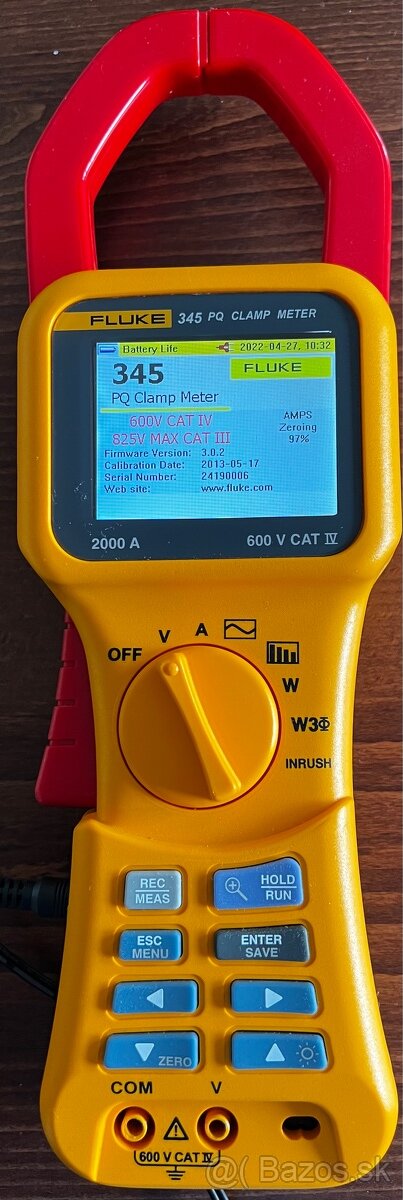 FLUKE 345 PQ CLAMP METER
Battery Life 2022-04-27, 10:32
345 FLUKE
PQ Clamp Meter
600V CAT IV
825V MAX CAT III
AMPS
Zeroing
97%
Firmware Version: 3.0.2
Calibration Date: 2013-05-17
Serial Number: 24190006
Web site: www.fluke.com
2000 A 600 V CAT IV
OFF V A
W
W3Φ
INRUSH
REC
MEAS
HOLD
RUN
ESC
MENU
ENTER
SAVE
ZERO
COM V
600 V CAT IV
@ Bazos.sk